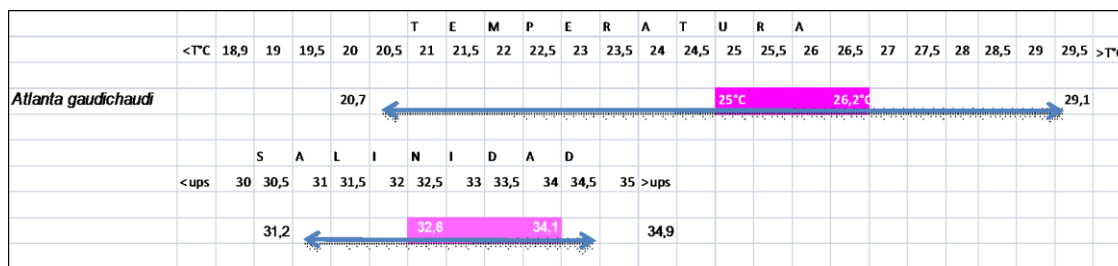 T E M P E R A T U R A
<T°C 18,9 19 19,5 20 20,5 21 21,5 22 22,5 23 23,5 24 24,5 25 25,5 26 26,5 27 27,5 28 28,5 29 29,5 >T°C
Atlanta gaudichaudi 20,7 25°C 26,2°C 29,1
S A L I N I D A D
<ups 30 30,5 31 31,5 32 32,5 33 33,5 34 34,5 35 >ups
31,2 32,6 34,1 34,9